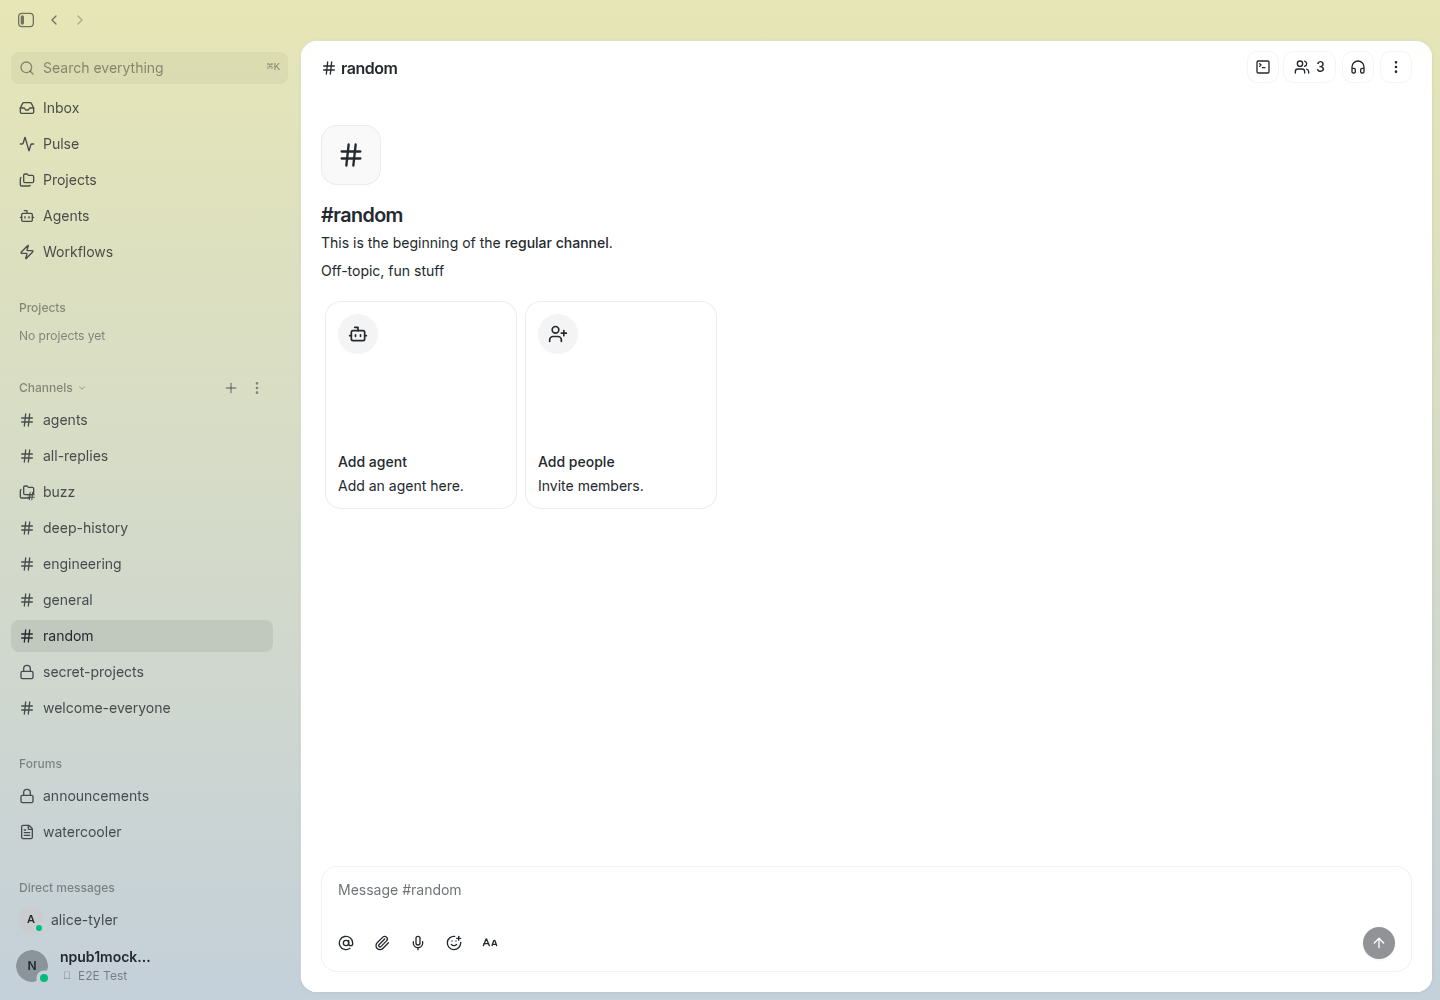 Search everything
⌘K
Inbox
Pulse
Projects
Agents
Workflows
Projects
No projects yet
Channels
agents
all-replies
buzz
deep-history
engineering
general
random
secret-projects
welcome-everyone
Forums
announcements
watercooler
Direct messages
A alice-tyler
N npub1mock...
E2E Test
# random
3
#
#random
This is the beginning of the regular channel.
Off-topic, fun stuff
Add agent
Add an agent here.
Add people
Invite members.
Message #random
AA